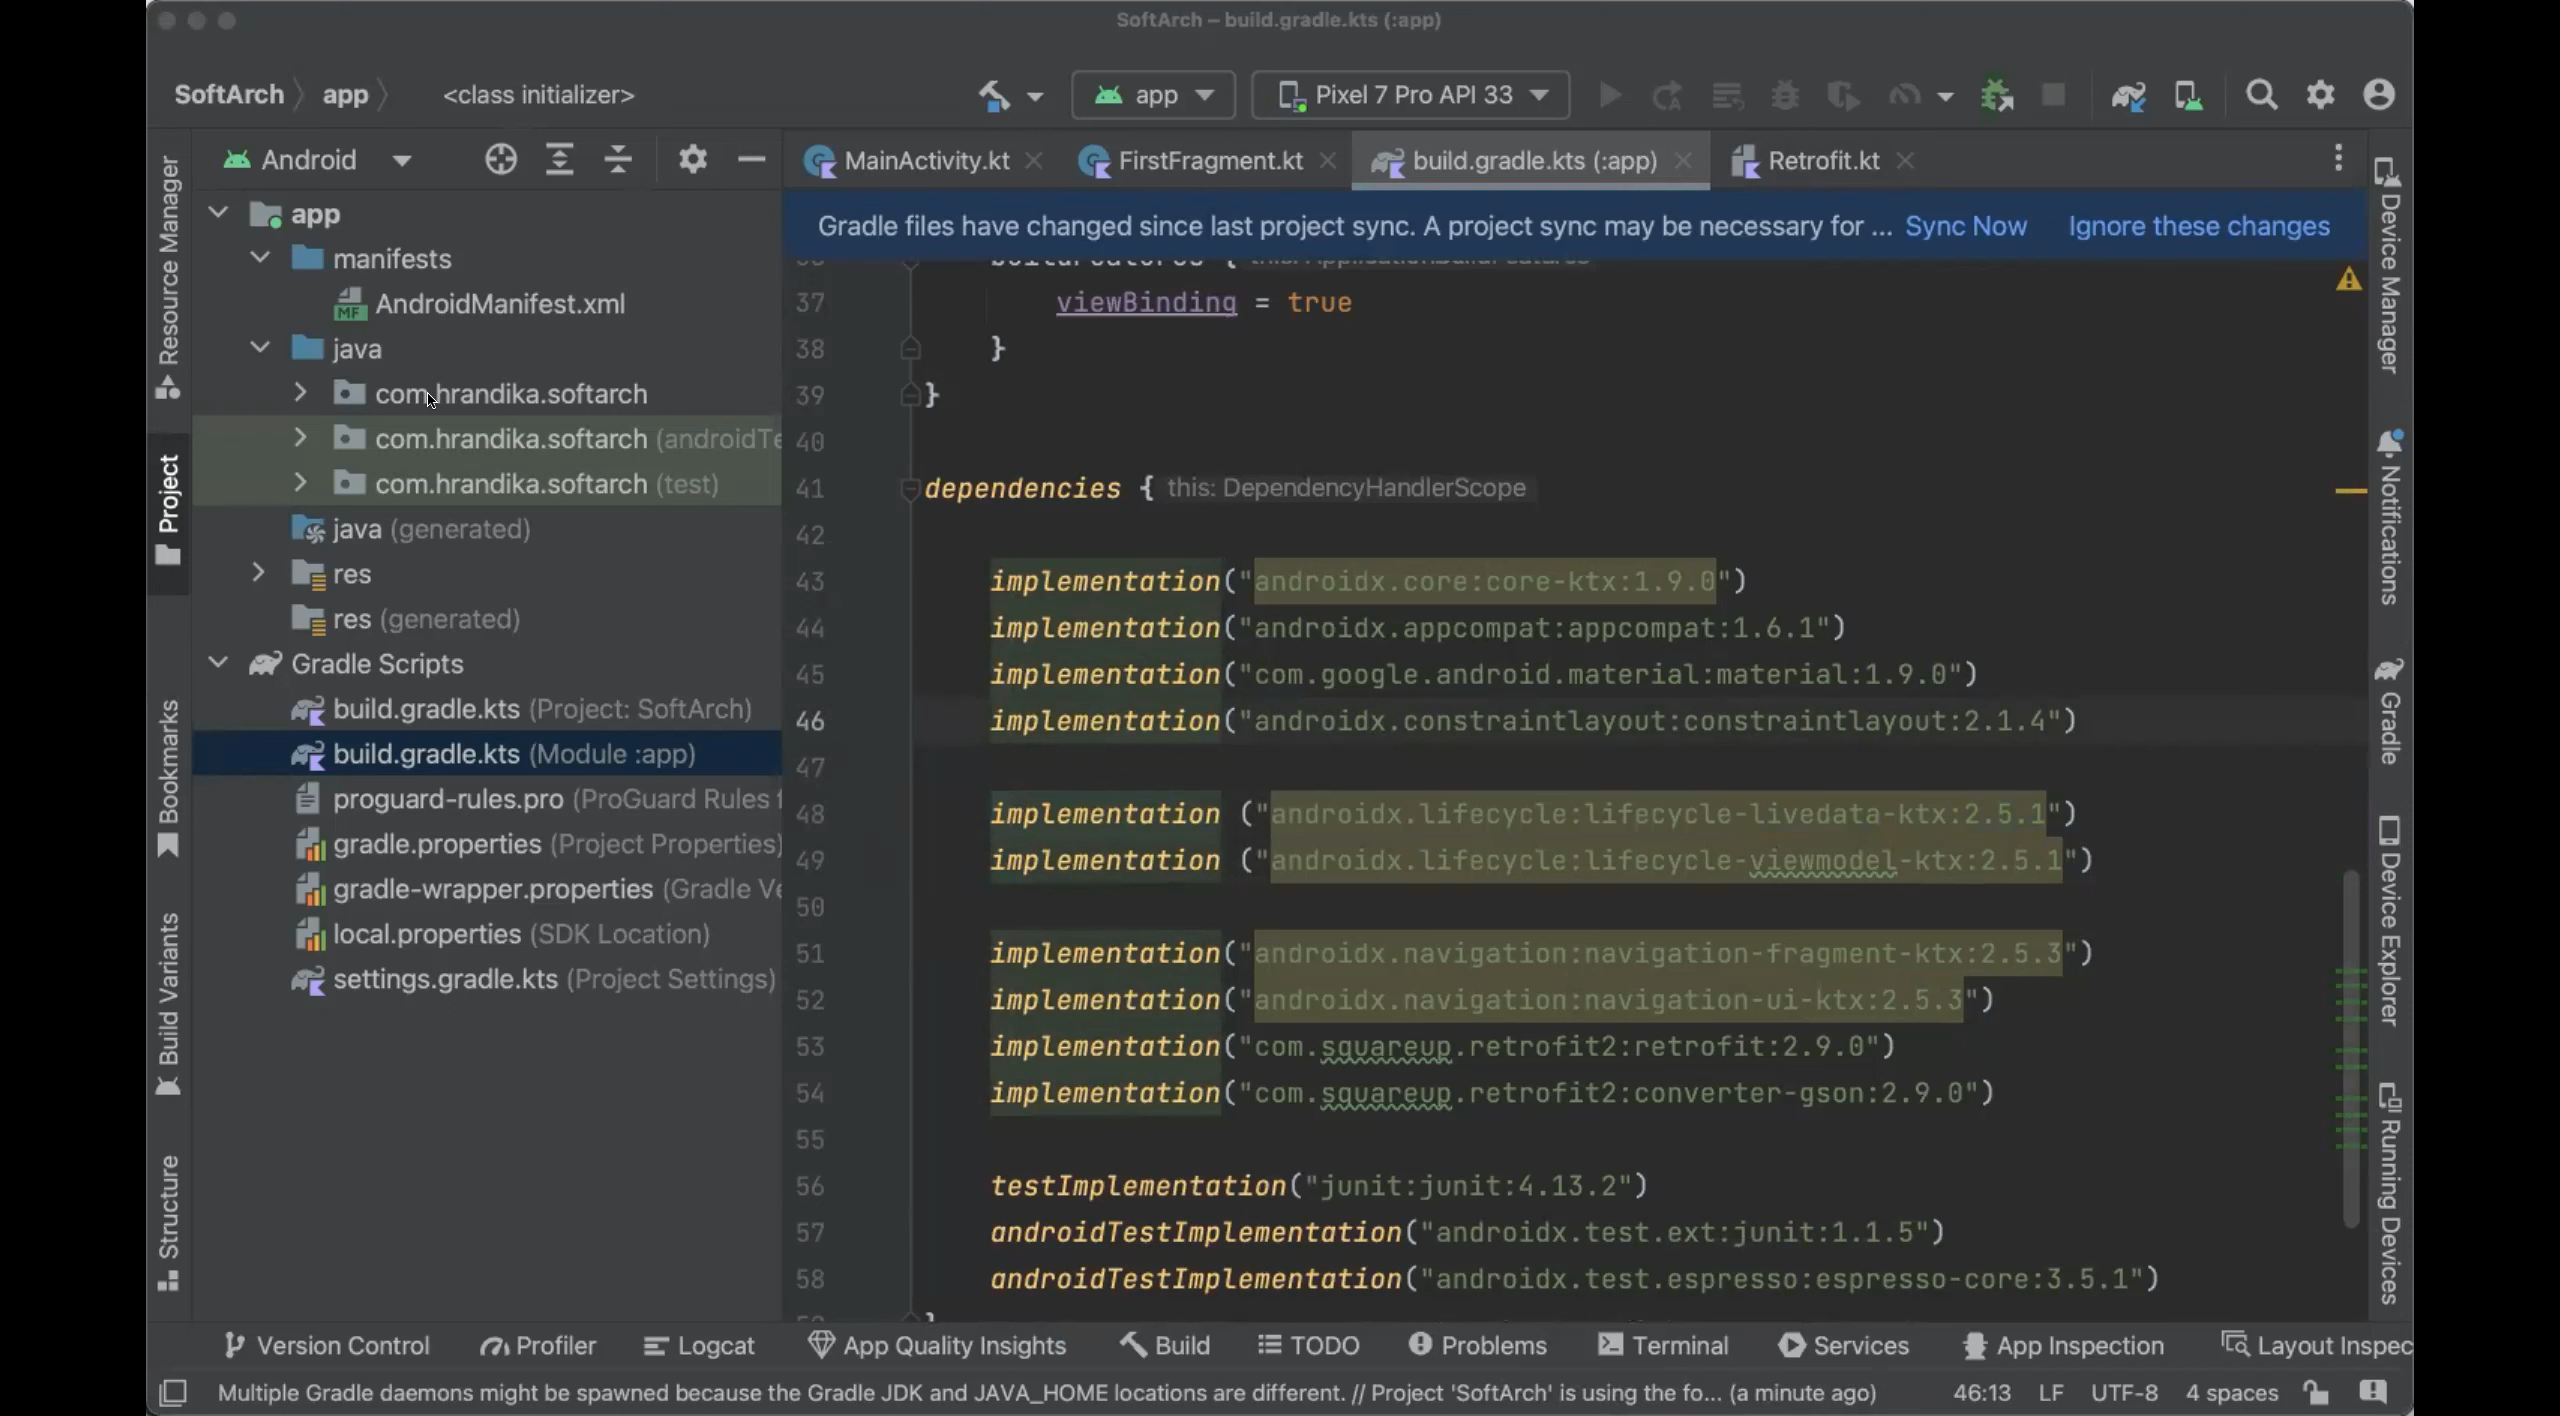 SoftArch – build.gradle.kts (:app)
SoftArch app <class initializer> app Pixel 7 Pro API 33
Android
MainActivity.kt FirstFragment.kt build.gradle.kts (:app) Retrofit.kt
Gradle files have changed since last project sync. A project sync may be necessary for ... Sync Now Ignore these changes
Resource Manager
Project
Bookmarks
Build Variants
Structure
app
manifests
AndroidManifest.xml
java
com.hrandika.softarch
com.hrandika.softarch (androidTe
com.hrandika.softarch (test)
java (generated)
res
res (generated)
Gradle Scripts
build.gradle.kts (Project: SoftArch)
build.gradle.kts (Module :app)
proguard-rules.pro (ProGuard Rules f
gradle.properties (Project Properties)
gradle-wrapper.properties (Gradle Ve
local.properties (SDK Location)
settings.gradle.kts (Project Settings)
37 viewBinding = true
38 }
39 }
40
41 dependencies { this: DependencyHandlerScope
42
43 implementation("androidx.core:core-ktx:1.9.0")
44 implementation("androidx.appcompat:appcompat:1.6.1")
45 implementation("com.google.android.material:material:1.9.0")
46 implementation("androidx.constraintlayout:constraintlayout:2.1.4")
47
48 implementation ("androidx.lifecycle:lifecycle-livedata-ktx:2.5.1")
49 implementation ("androidx.lifecycle:lifecycle-viewmodel-ktx:2.5.1")
50
51 implementation("androidx.navigation:navigation-fragment-ktx:2.5.3")
52 implementation("androidx.navigation:navigation-ui-ktx:2.5.3")
53 implementation("com.squareup.retrofit2:retrofit:2.9.0")
54 implementation("com.squareup.retrofit2:converter-gson:2.9.0")
55
56 testImplementation("junit:junit:4.13.2")
57 androidTestImplementation("androidx.test.ext:junit:1.1.5")
58 androidTestImplementation("androidx.test.espresso:espresso-core:3.5.1")
Device Manager
Notifications
Gradle
Device Explorer
Running Devices
Version Control Profiler Logcat App Quality Insights Build TODO Problems Terminal Services App Inspection Layout Inspec
Multiple Gradle daemons might be spawned because the Gradle JDK and JAVA_HOME locations are different. // Project 'SoftArch' is using the fo... (a minute ago) 46:13 LF UTF-8 4 spaces